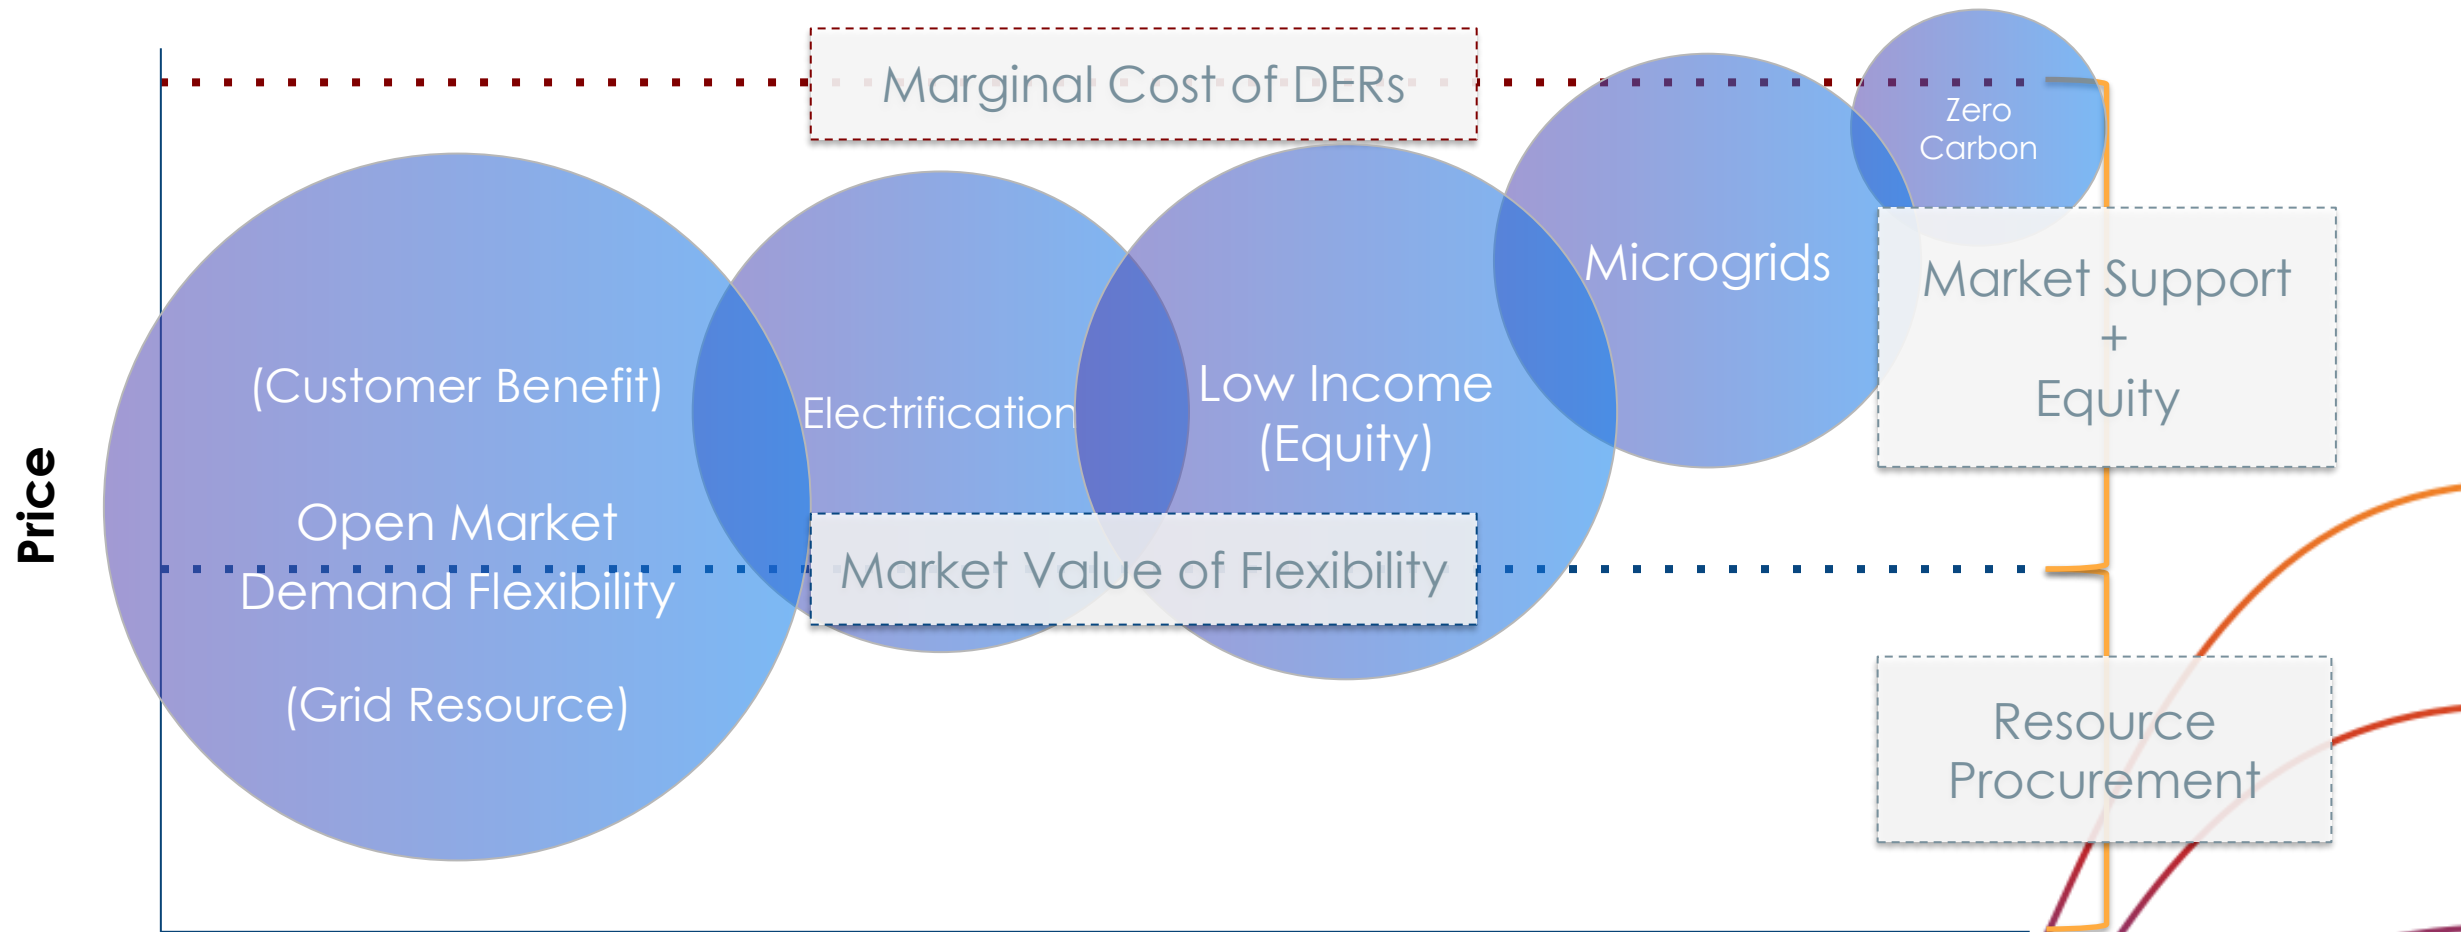 Price
Marginal Cost of DERs
(Customer Benefit)
Open Market
Demand Flexibility
(Grid Resource)
Electrification
Low Income
(Equity)
Microgrids
Zero
Carbon
Market Value of Flexibility
Market Support
+
Equity
Resource
Procurement